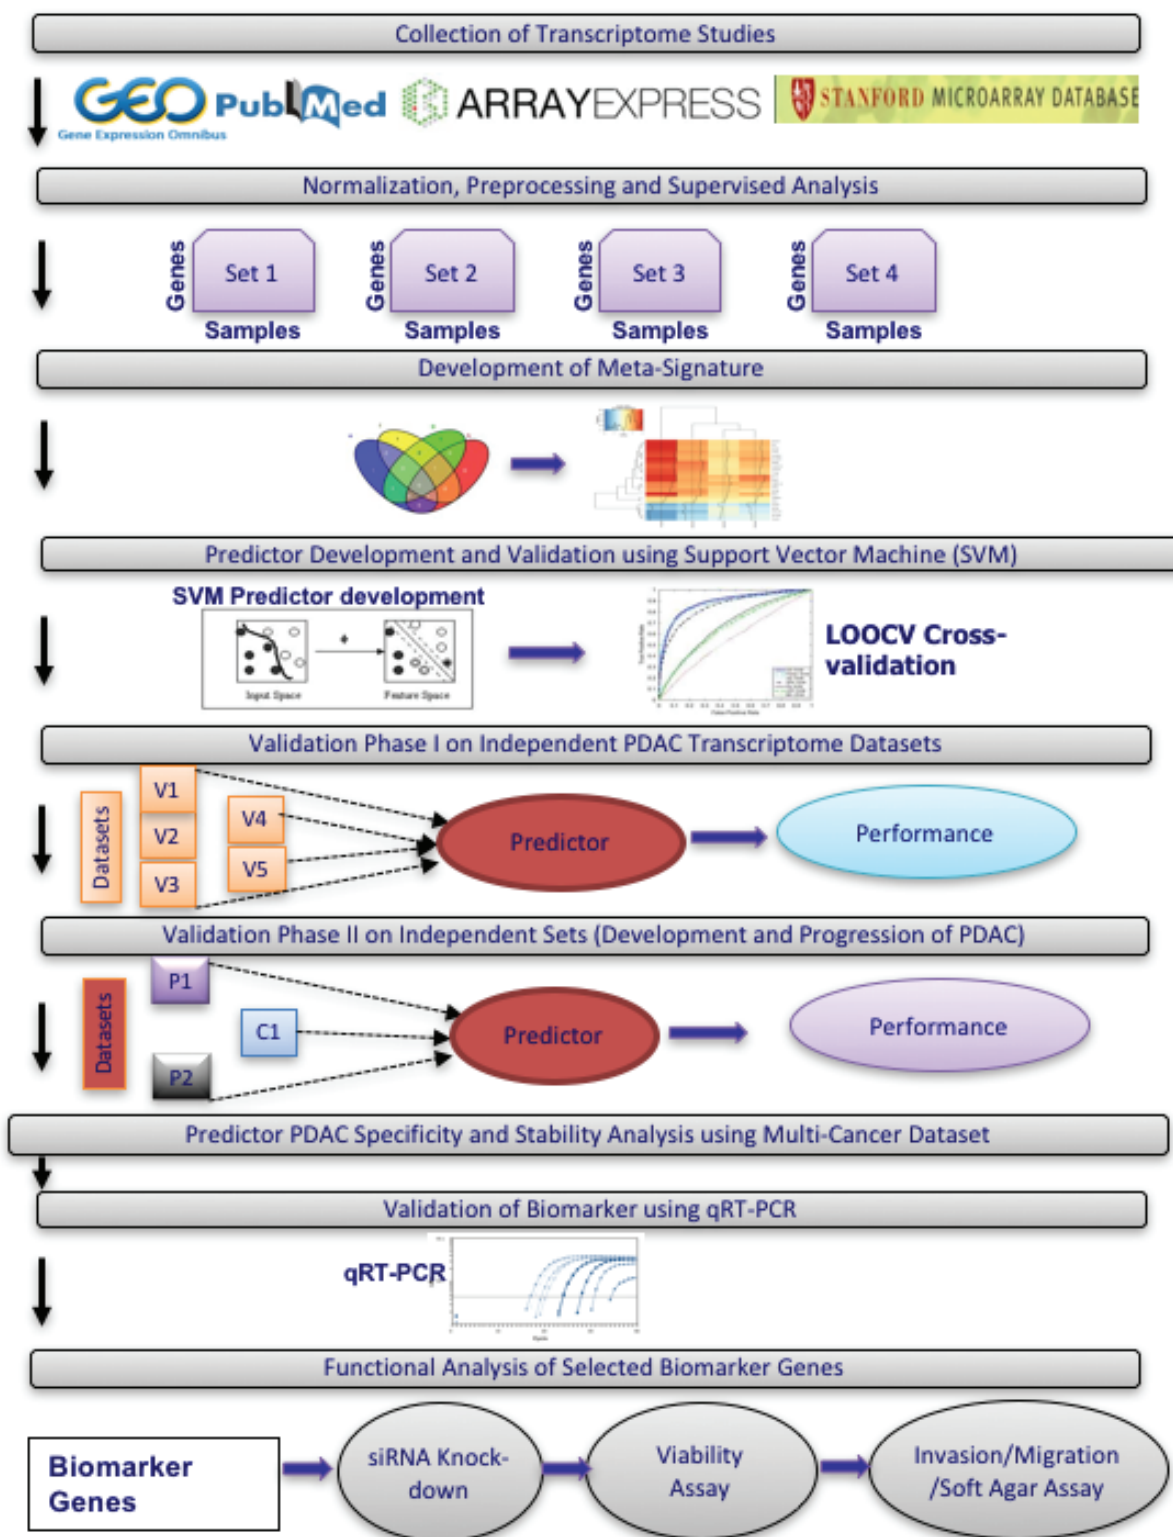 Collection of Transcriptome Studies
GEO
Gene Expression Omnibus
PubMed
ARRAYEXPRESS
STANFORD MICROARRAY DATABASE
Normalization, Preprocessing and Supervised Analysis
Genes
Set 1
Samples
Genes
Set 2
Samples
Genes
Set 3
Samples
Genes
Set 4
Samples
Development of Meta-Signature
Predictor Development and Validation using Support Vector Machine (SVM)
SVM Predictor development
Input Space
Feature Space
True Positive Rate
False Positive Rate
LOOCV Cross-
validation
Validation Phase I on Independent PDAC Transcriptome Datasets
Datasets
V1
V2
V3
V4
V5
Predictor
Performance
Validation Phase II on Independent Sets (Development and Progression of PDAC)
Datasets
P1
C1
P2
Predictor
Performance
Predictor PDAC Specificity and Stability Analysis using Multi-Cancer Dataset
Validation of Biomarker using qRT-PCR
qRT-PCR
Functional Analysis of Selected Biomarker Genes
Biomarker
Genes
siRNA Knock-
down
Viability
Assay
Invasion/Migration
/Soft Agar Assay